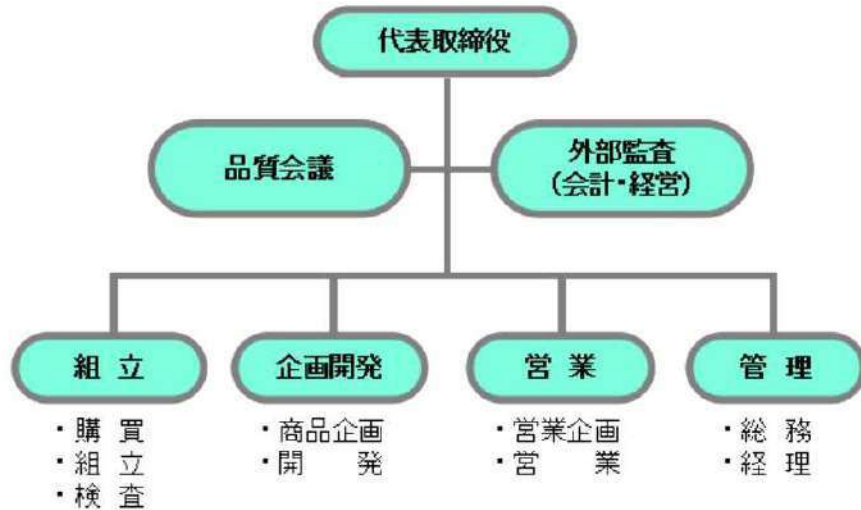 代表取締役
品質会議
外部監査
（会計・経営）
組 立
企画開発
営 業
管 理
・購 買
・組 立
・検 査
・商品企画
・開 発
・営業企画
・営 業
・総 務
・経 理